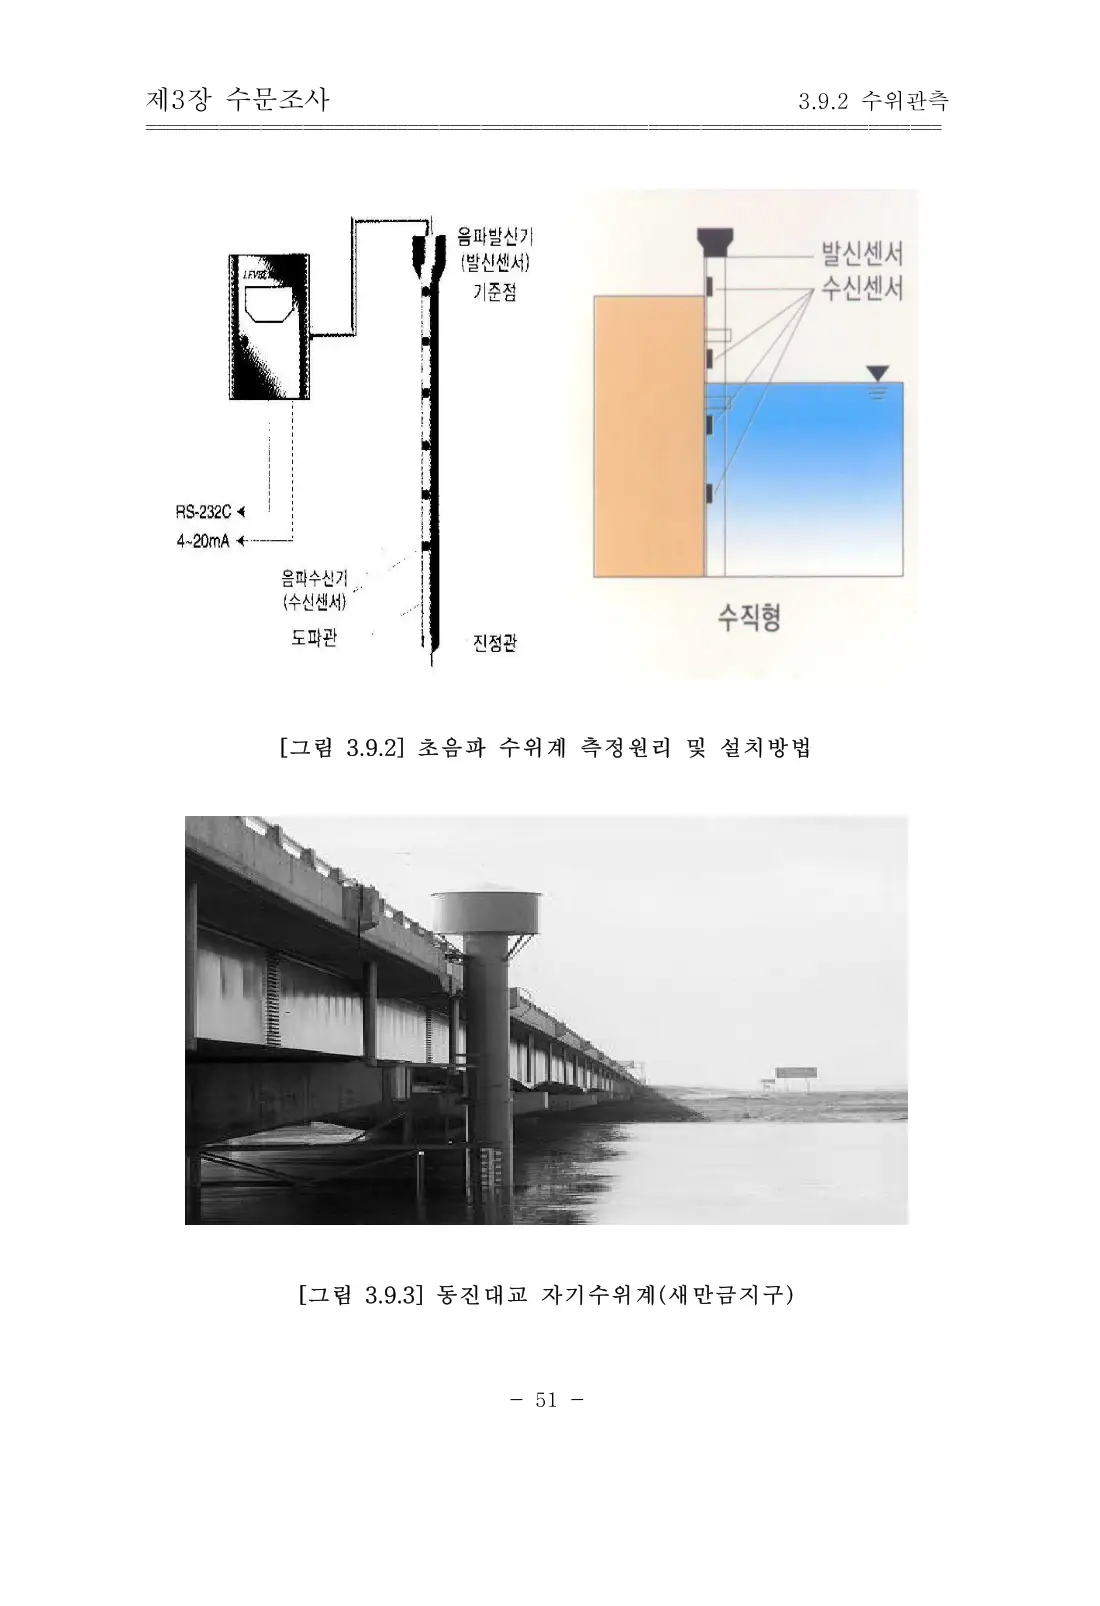 제3장 수문조사
3.9.2 수위관측
음파발신기
(발신센서)
기준점
RS-232C
4~20mA
음파수신기
(수신센서)
도파관
진정관
발신센서
수신센서
수직형
[그림 3.9.2] 초음파 수위계 측정원리 및 설치방법
[그림 3.9.3] 동진대교 자기수위계(새만금지구)
- 51 -